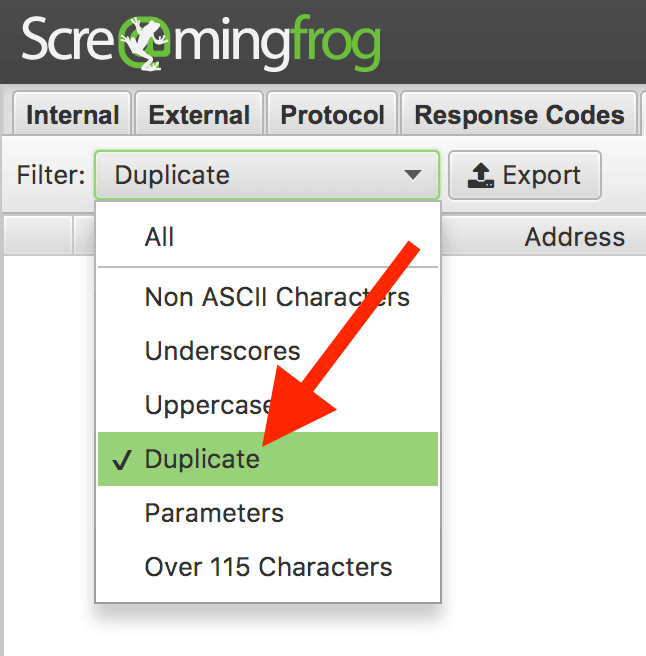 Scre@mingfrog
Internal External Protocol Response Codes
Filter: Duplicate Export
Address
All
Non ASCII Characters
Underscores
Uppercase
✓ Duplicate
Parameters
Over 115 Characters